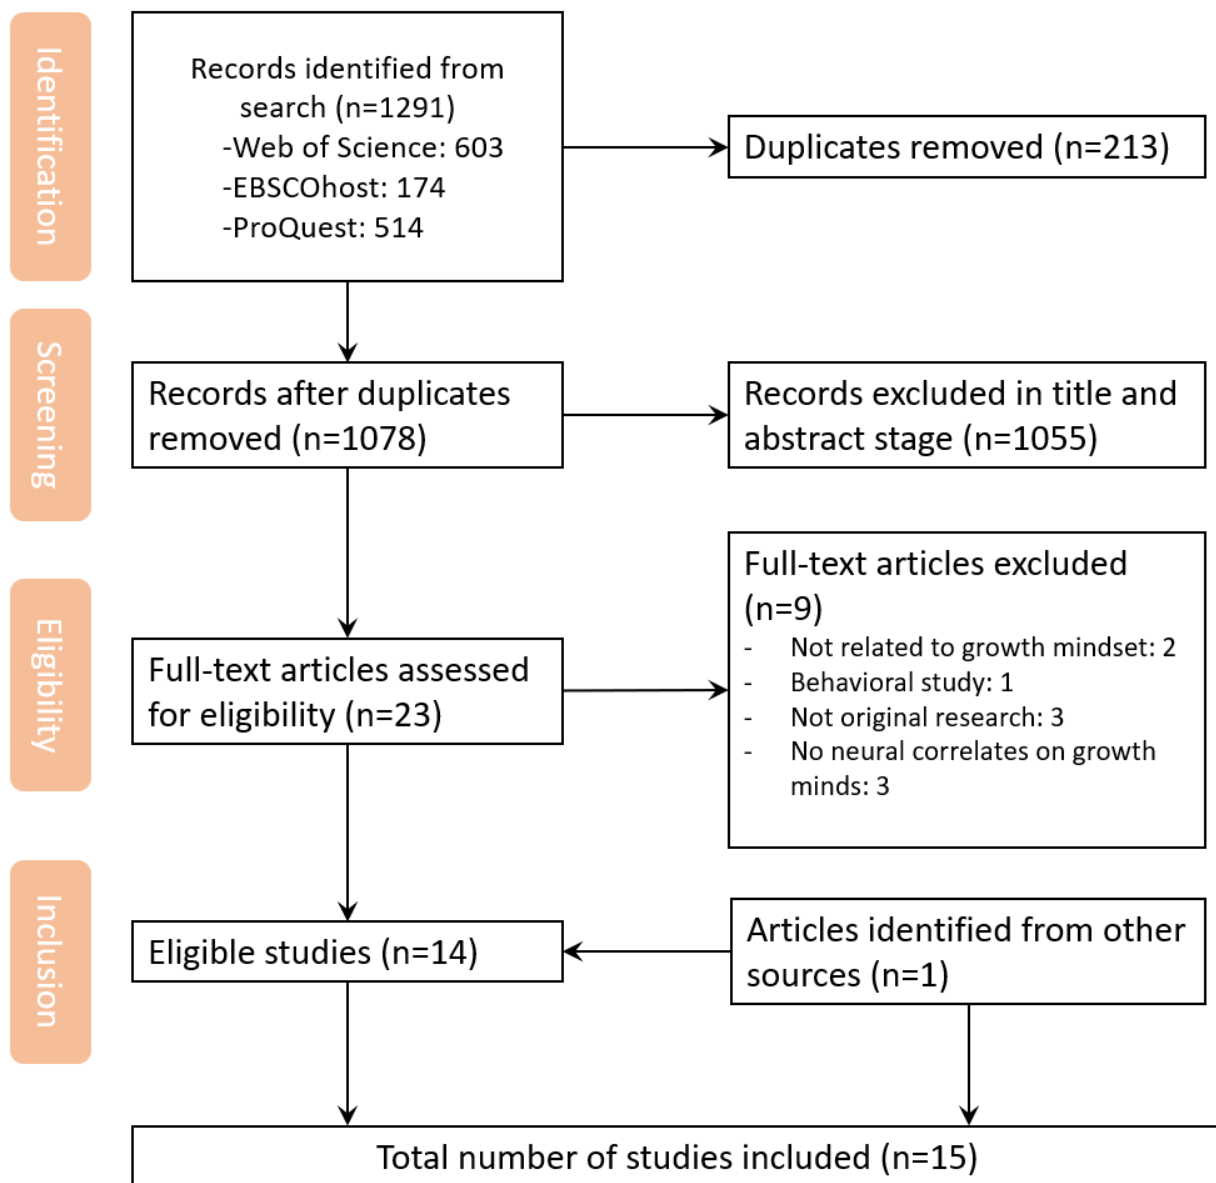 Identification
Records identified from
search (n=1291)
-Web of Science: 603
-EBSCOhost: 174
-ProQuest: 514
Duplicates removed (n=213)
Screening
Records after duplicates
removed (n=1078)
Records excluded in title and
abstract stage (n=1055)
Eligibility
Full-text articles assessed
for eligibility (n=23)
Full-text articles excluded
(n=9)
- Not related to growth mindset: 2
- Behavioral study: 1
- Not original research: 3
- No neural correlates on growth
minds: 3
Inclusion
Eligible studies (n=14)
Articles identified from other
sources (n=1)
Total number of studies included (n=15)